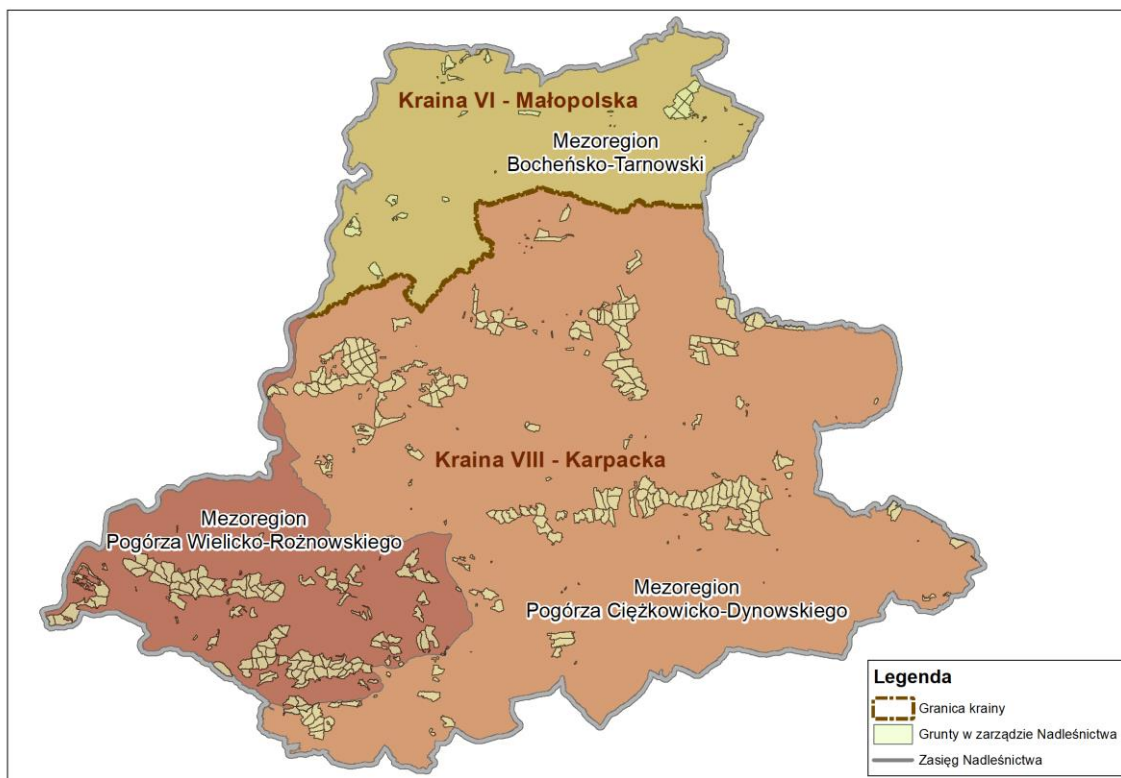 Kraina VI - Małopolska
Mezoregion
Bocheńsko-Tarnowski
Kraina VIII - Karpacka
Mezoregion
Pogórza Wielicko-Rożnowskiego
Mezoregion
Pogórza Ciężkowicko-Dynowskiego
Legenda
Granica krainy
Grunty w zarządzie Nadleśnictwa
Zasięg Nadleśnictwa